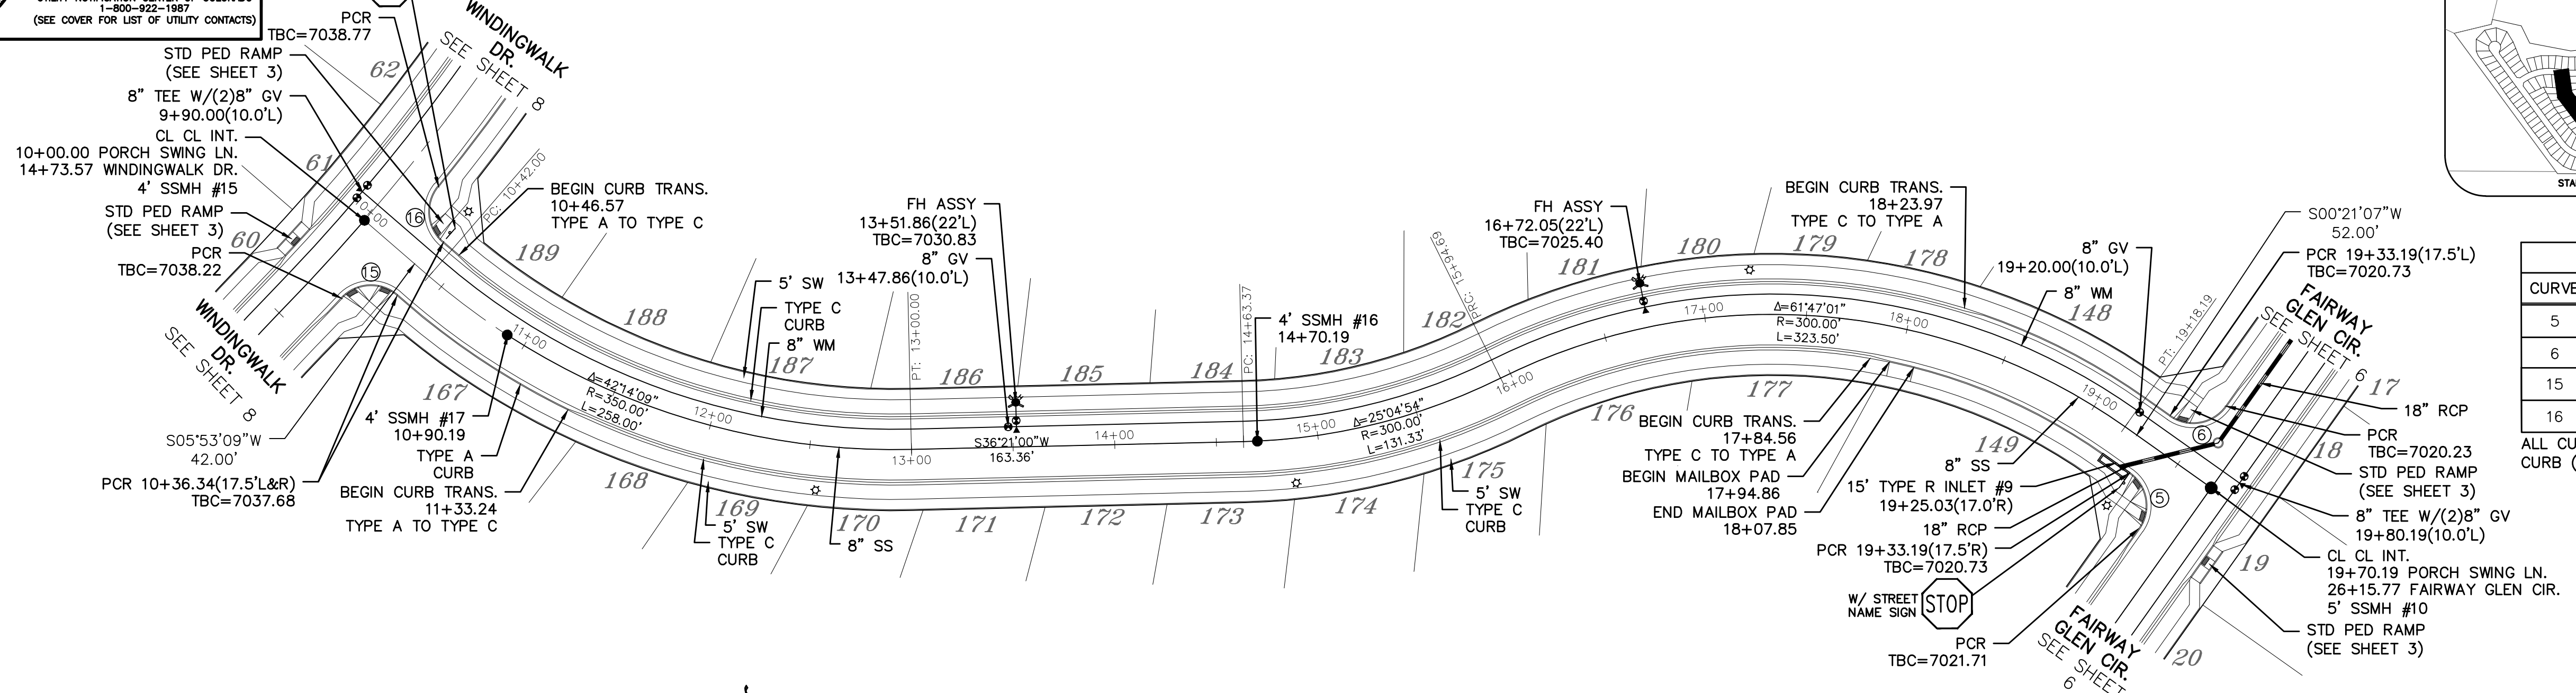 1-800-922-1987
(SEE COVER FOR LIST OF UTILITY CONTACTS)
PCR
TBC=7038.77
STD PED RAMP
(SEE SHEET 3)
8" TEE W/(2)8" GV
9+90.00(10.0'L)
CL CL INT.
10+00.00 PORCH SWING LN.
14+73.57 WINDINGWALK DR.
4' SSMH #15
STD PED RAMP
(SEE SHEET 3)
PCR
TBC=7038.22
WINDINGWALK
DR.
SEE SHEET 8
62
61
60
WINDINGWALK
DR.
SEE SHEET 8
10+00
16
15
PC: 10+42.00
BEGIN CURB TRANS.
10+46.57
TYPE A TO TYPE C
S05°53'09"W
42.00'
PCR 10+36.34(17.5'L&R)
TBC=7037.68
4' SSMH #17
10+90.19
TYPE A
CURB
BEGIN CURB TRANS.
11+33.24
TYPE A TO TYPE C
11+00
Δ=42°14'09"
R=350.00'
L=258.00'
12+00
189
188
187
186
185
184
183
182
181
180
179
178
148
167
168
169
170
171
172
173
174
175
176
177
149
5' SW
TYPE C
CURB
8" WM
5' SW
TYPE C
CURB
8" SS
FH ASSY
13+51.86(22'L)
TBC=7030.83
8" GV
13+47.86(10.0'L)
PT: 13+00.00
13+00
S36°21'00"W
163.36'
14+00
PC: 14+63.37
4' SSMH #16
14+70.19
15+00
Δ=25°04'54"
R=300.00'
L=131.33'
PRC: 15+94.69
16+00
5' SW
TYPE C
CURB
FH ASSY
16+72.05(22'L)
TBC=7025.40
17+00
Δ=61°47'01"
R=300.00'
L=323.50'
18+00
BEGIN CURB TRANS.
18+23.97
TYPE C TO TYPE A
BEGIN CURB TRANS.
17+84.56
TYPE C TO TYPE A
BEGIN MAILBOX PAD
17+94.86
END MAILBOX PAD
18+07.85
8" GV
19+20.00(10.0'L)
8" WM
19+00
PT: 19+18.19
S00°21'07"W
52.00'
PCR 19+33.19(17.5'L)
TBC=7020.73
FAIRWAY
GLEN CIR.
SEE SHEET 6
17
18
19
20
18" RCP
PCR
TBC=7020.23
STD PED RAMP
(SEE SHEET 3)
8" TEE W/(2)8" GV
19+80.19(10.0'L)
CL CL INT.
19+70.19 PORCH SWING LN.
26+15.77 FAIRWAY GLEN CIR.
5' SSMH #10
STD PED RAMP
(SEE SHEET 3)
8" SS
15' TYPE R INLET #9
19+25.03(17.0'R)
18" RCP
PCR 19+33.19(17.5'R)
TBC=7020.73
W/ STREET
NAME SIGN
STOP
PCR
TBC=7021.71
6
5
FAIRWAY
GLEN CIR.
SEE SHEET
6
CURVE
5
6
15
16